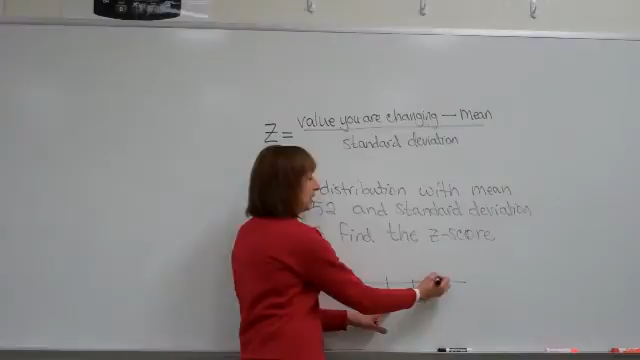 Z = value you are changing — mean
standard deviation
distribution with mean
52 and standard deviation
find the z-score